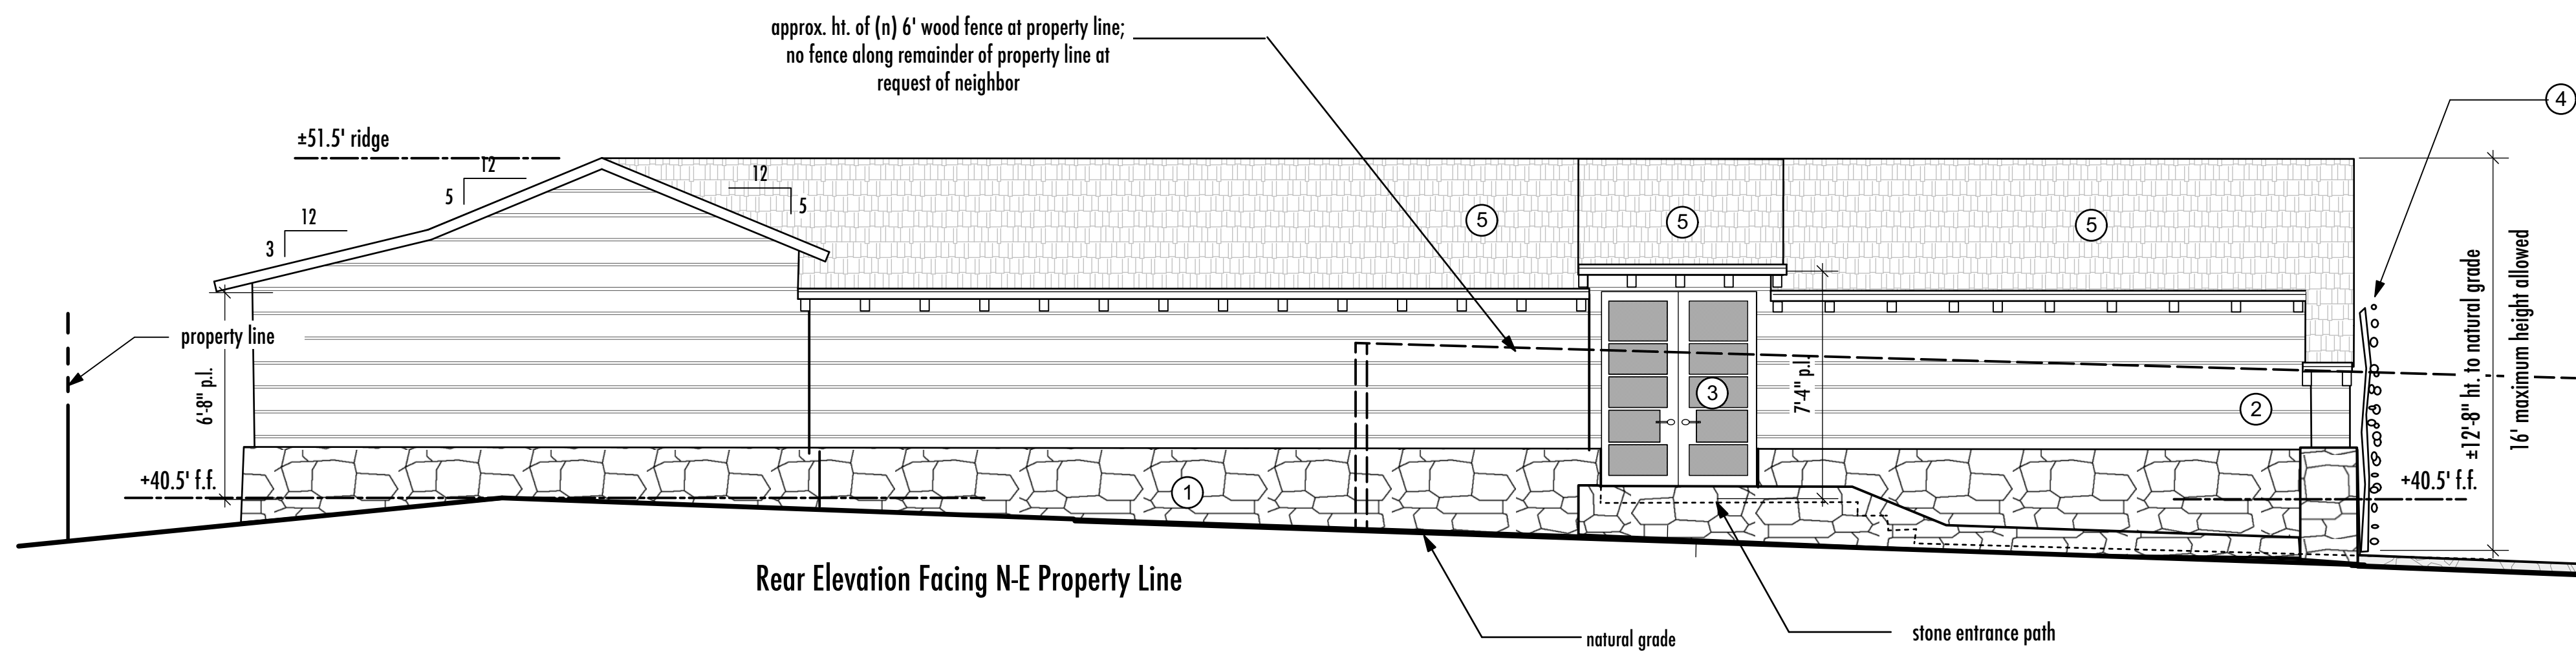 approx. ht. of (n) 6' wood fence at property line;
no fence along remainder of property line at
request of neighbor
4
±51.5' ridge
12
5
12
5
12
3
5
5
5
property line
6'-8" p.l.
7'-4" p.l.
3
2
±12'-8" ht. to natural grade
16' maximum height allowed
+40.5' f.f.
1
+40.5' f.f.
Rear Elevation Facing N-E Property Line
natural grade
stone entrance path